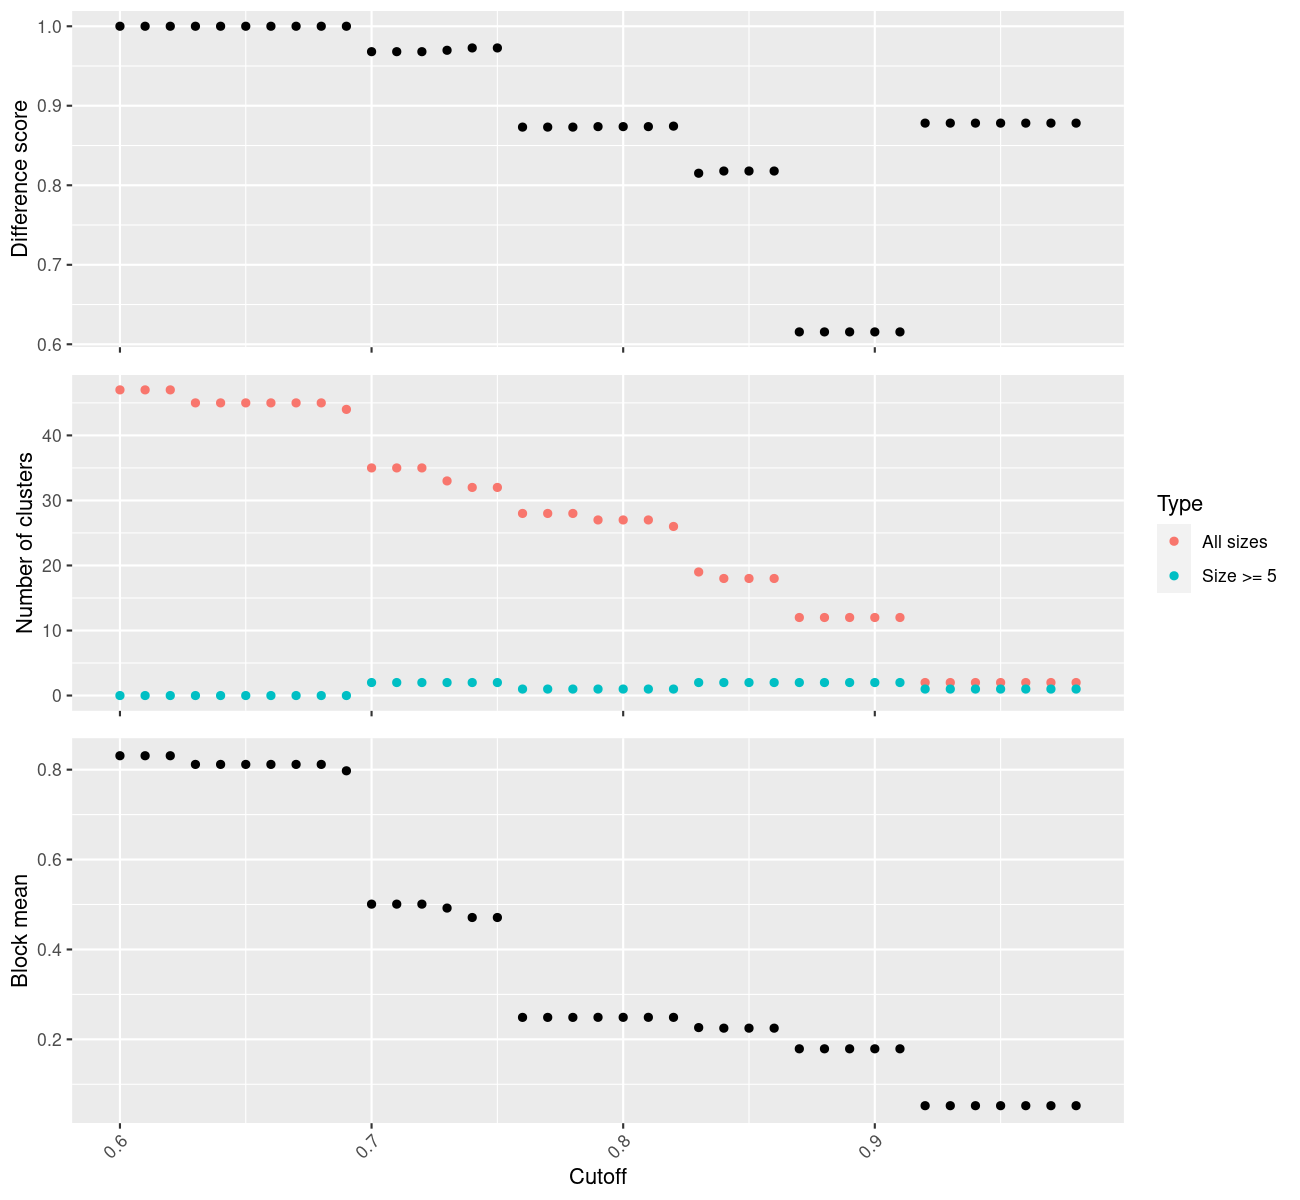 Difference score
1.0
0.9
0.8
0.7
0.6
Number of clusters
40
30
20
10
0
Type
All sizes
Size >= 5
Block mean
0.8
0.6
0.4
0.2
0.6
0.7
0.8
0.9
Cutoff